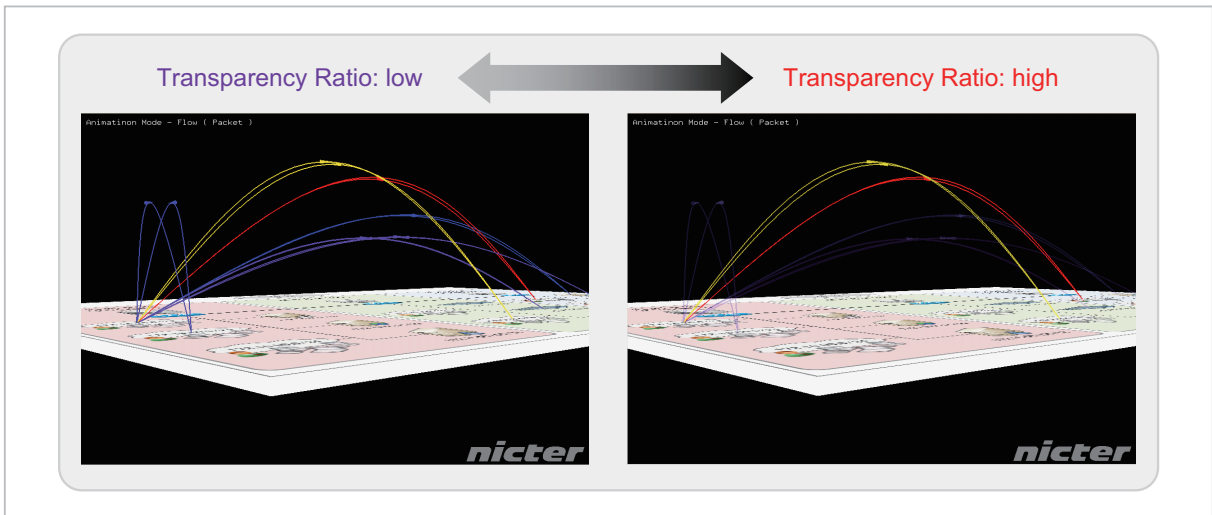 Transparency Ratio: low
Transparency Ratio: high
Animatinon Mode - Flow ( Packet )
Animatinon Mode - Flow ( Packet )
nicter
nicter